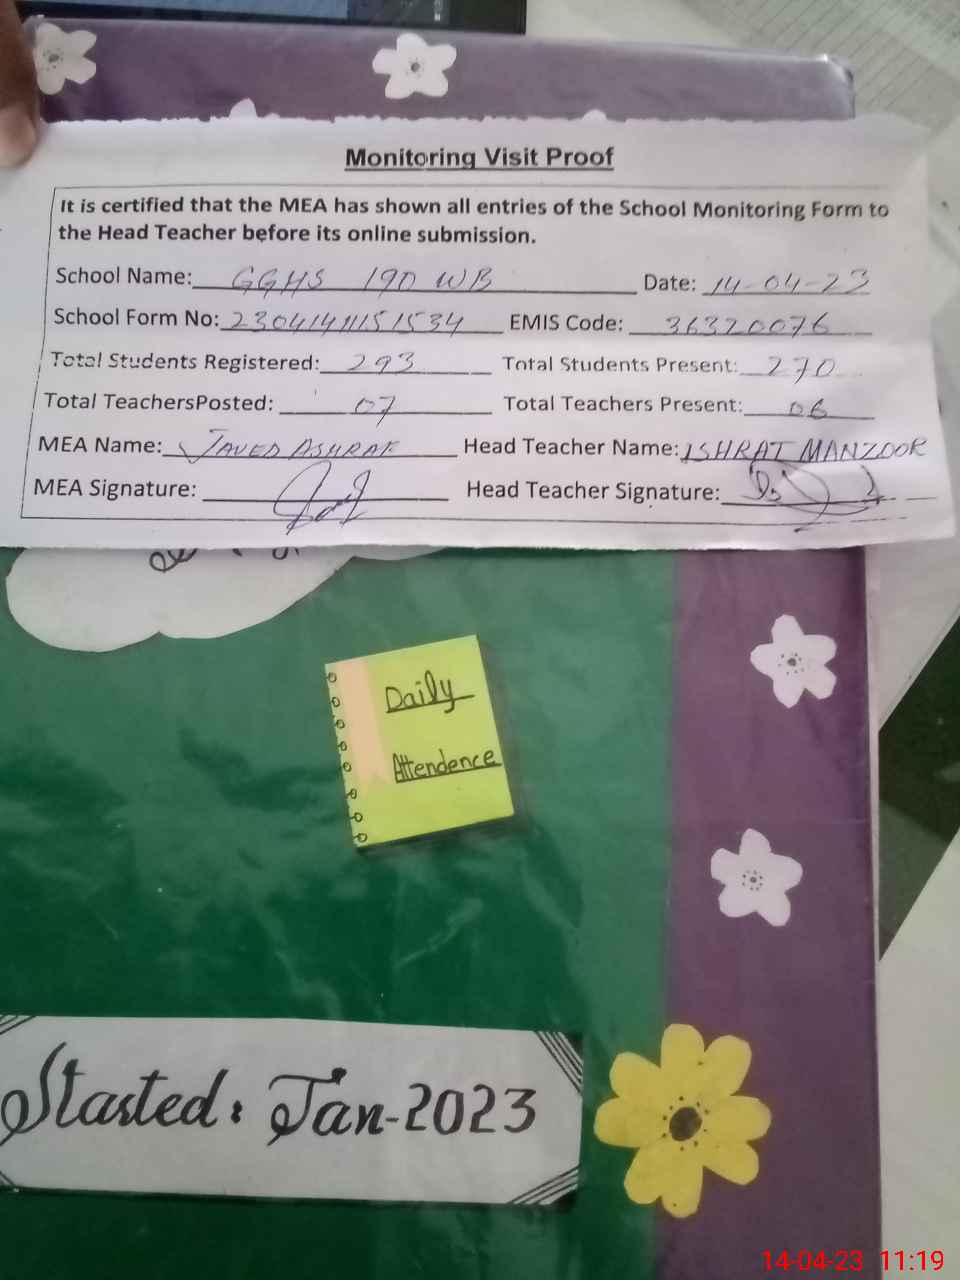 Monitoring Visit Proof
It is certified that the MEA has shown all entries of the School Monitoring Form to
the Head Teacher before its online submission.
School Name: GGHS 190 WB Date: 14-04-23
School Form No: 23041411151534 EMIS Code: 36320076
Total Students Registered: 293 Total Students Present: 270
Total TeachersPosted: 07 Total Teachers Present: 06
MEA Name: JAVED ASHRAF Head Teacher Name: ISHRAT MANZOOR
MEA Signature: Head Teacher Signature:
Daily
Attendence
Started: Jan-2023
14-04-23 11:19